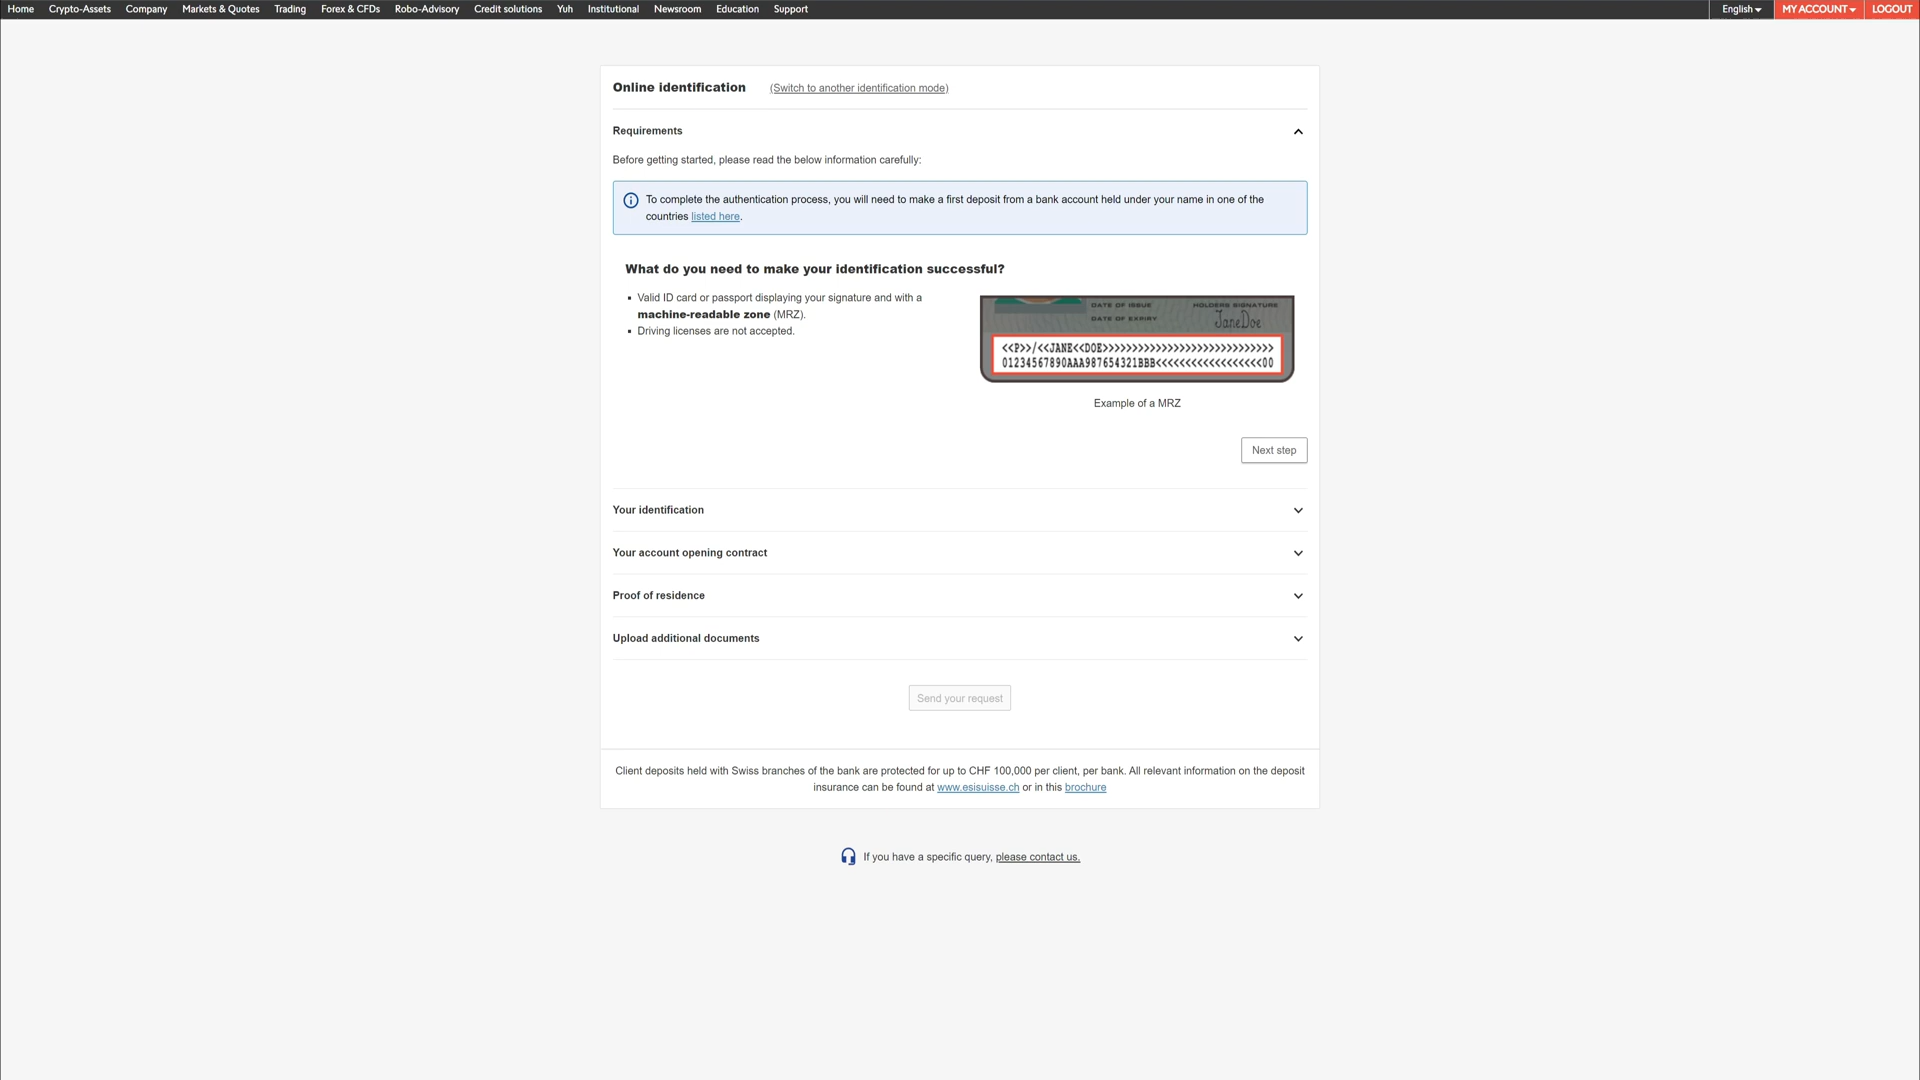 Home Crypto-Assets Company Markets & Quotes Trading Forex & CFDs Robo-Advisory Credit solutions Yuh Institutional Newsroom Education Support English MY ACCOUNT LOGOUT
Online identification (Switch to another identification mode)
Requirements
Before getting started, please read the below information carefully:
To complete the authentication process, you will need to make a first deposit from a bank account held under your name in one of the
countries listed here.
What do you need to make your identification successful?
Valid ID card or passport displaying your signature and with a
machine-readable zone (MRZ).
Driving licenses are not accepted.
DATE OF ISSUE HOLDERS SIGNATURE
DATE OF EXPIRY JaneDoe
<<P>>/<<JANE<<DOE>>>>>>>>>>>>>>>>>>>>>>>>>>>>>
01234567890AAA987654321BBB<<<<<<<<<<<<<<<<<<00
Example of a MRZ
Next step
Your identification
Your account opening contract
Proof of residence
Upload additional documents
Send your request
Client deposits held with Swiss branches of the bank are protected for up to CHF 100,000 per client, per bank. All relevant information on the deposit
insurance can be found at www.esisuisse.ch or in this brochure
If you have a specific query, please contact us.